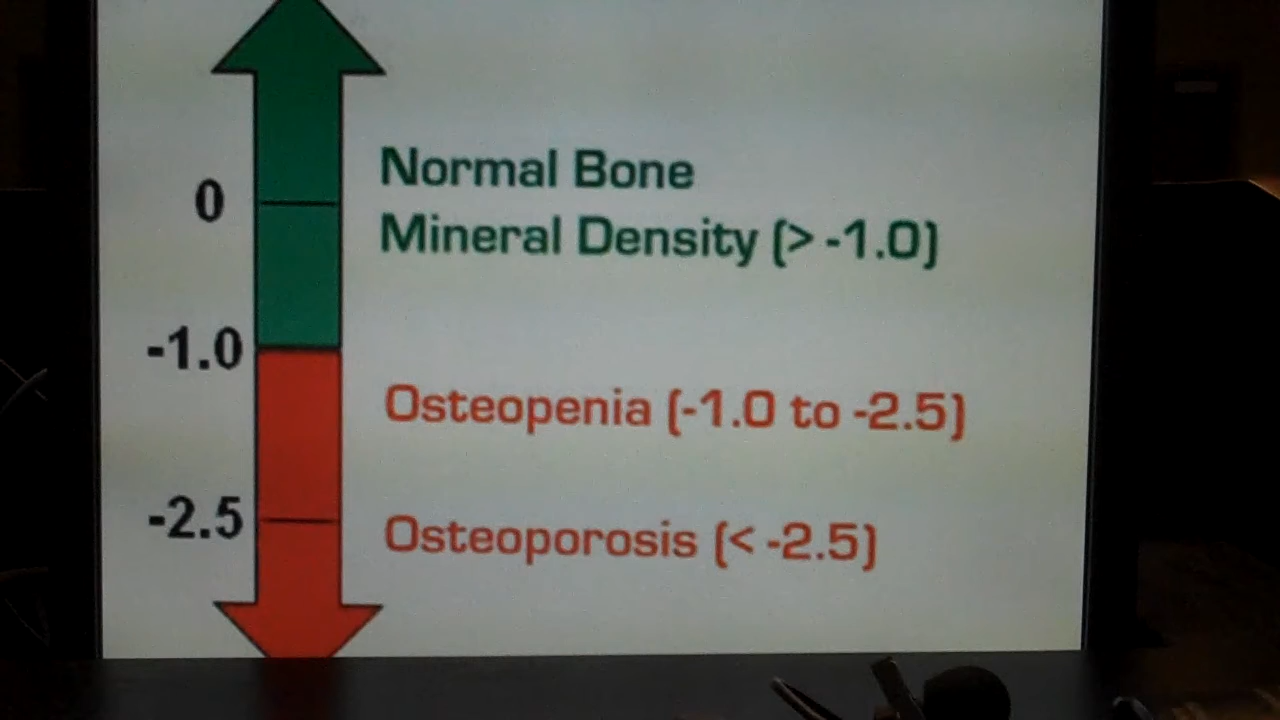 Normal Bone
0
Mineral Density (> -1.0)
-1.0
Osteopenia (-1.0 to -2.5)
-2.5
Osteoporosis (< -2.5)